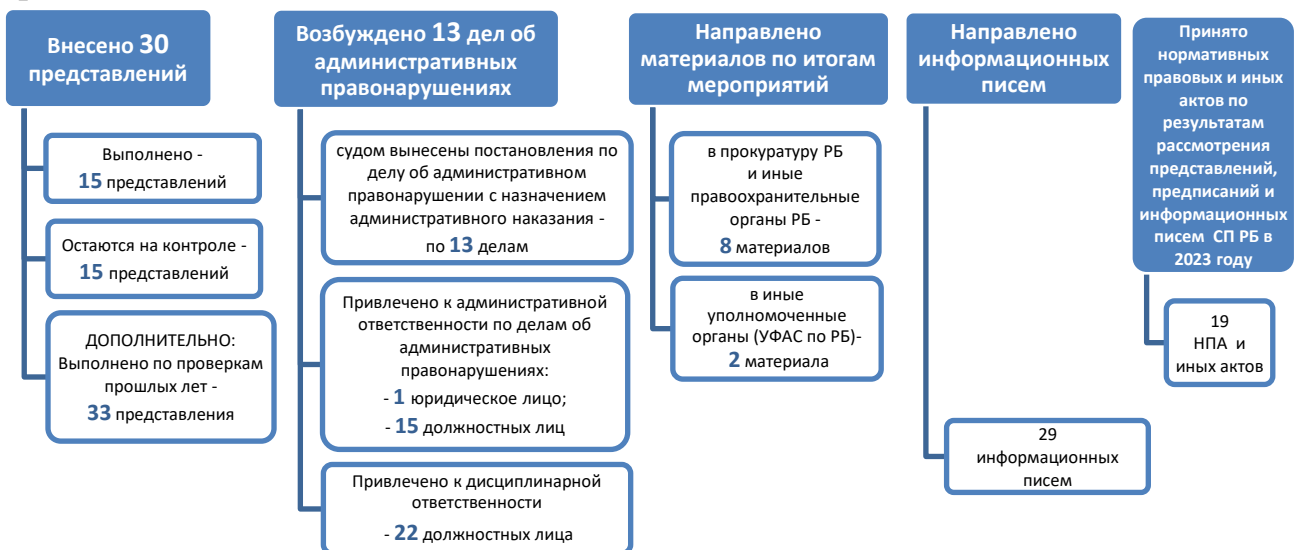 Внесено 30
представлений
Выполнено -
15 представлений
Остаются на контроле -
15 представлений
ДОПОЛНИТЕЛЬНО:
Выполнено по проверкам
прошлых лет -
33 представления
Возбуждено 13 дел об
административных
правонарушениях
судом вынесены постановления по
делу об административном
правонарушении с назначением
административного наказания -
по 13 делам
Привлечено к административной
ответственности по делам об
административных
правонарушениях:
- 1 юридическое лицо;
- 15 должностных лиц
Привлечено к дисциплинарной
ответственности
- 22 должностных лица
Направлено
материалов по итогам
мероприятий
в прокуратуру РБ
и иные
правоохранительные
органы РБ -
8 материалов
в иные
уполномоченные
органы (УФАС по РБ)-
2 материала
Направлено
информационных
писем
29
информационных
писем
Принято
нормативных
правовых и иных
актов по
результатам
рассмотрения
представлений,
предписаний и
информационных
писем СП РБ в
2023 году
19
НПА и
иных актов